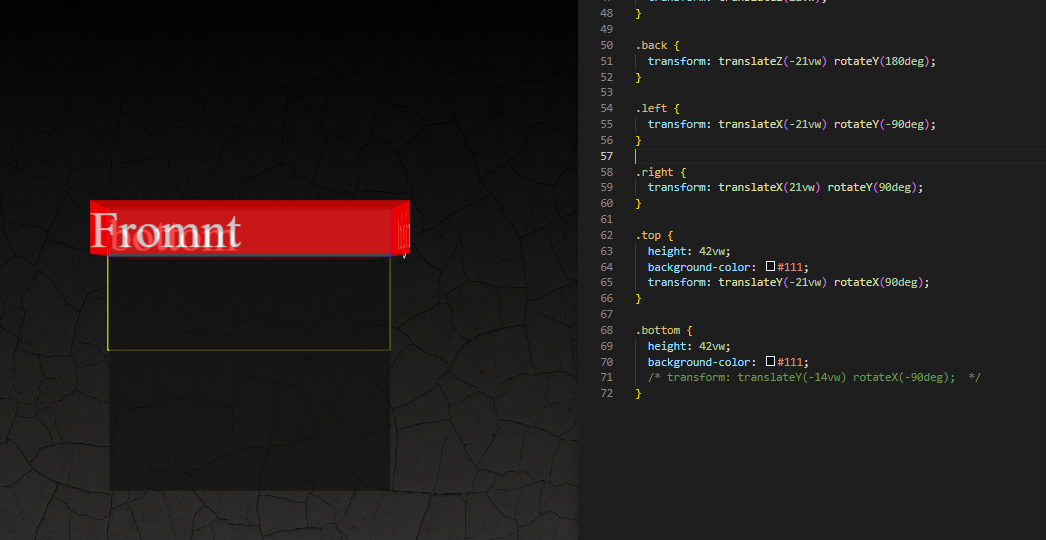 Fromnt
bottom
48 }
49
50 .back {
51 transform: translateZ(-21vw) rotateY(180deg);
52 }
53
54 .left {
55 transform: translateX(-21vw) rotateY(-90deg);
56 }
57
58 .right {
59 transform: translateX(21vw) rotateY(90deg);
60 }
61
62 .top {
63 height: 42vw;
64 background-color: #111;
65 transform: translateY(-21vw) rotateX(90deg);
66 }
67
68 .bottom {
69 height: 42vw;
70 background-color: #111;
71 /* transform: translateY(-14vw) rotateX(-90deg);  */
72 }